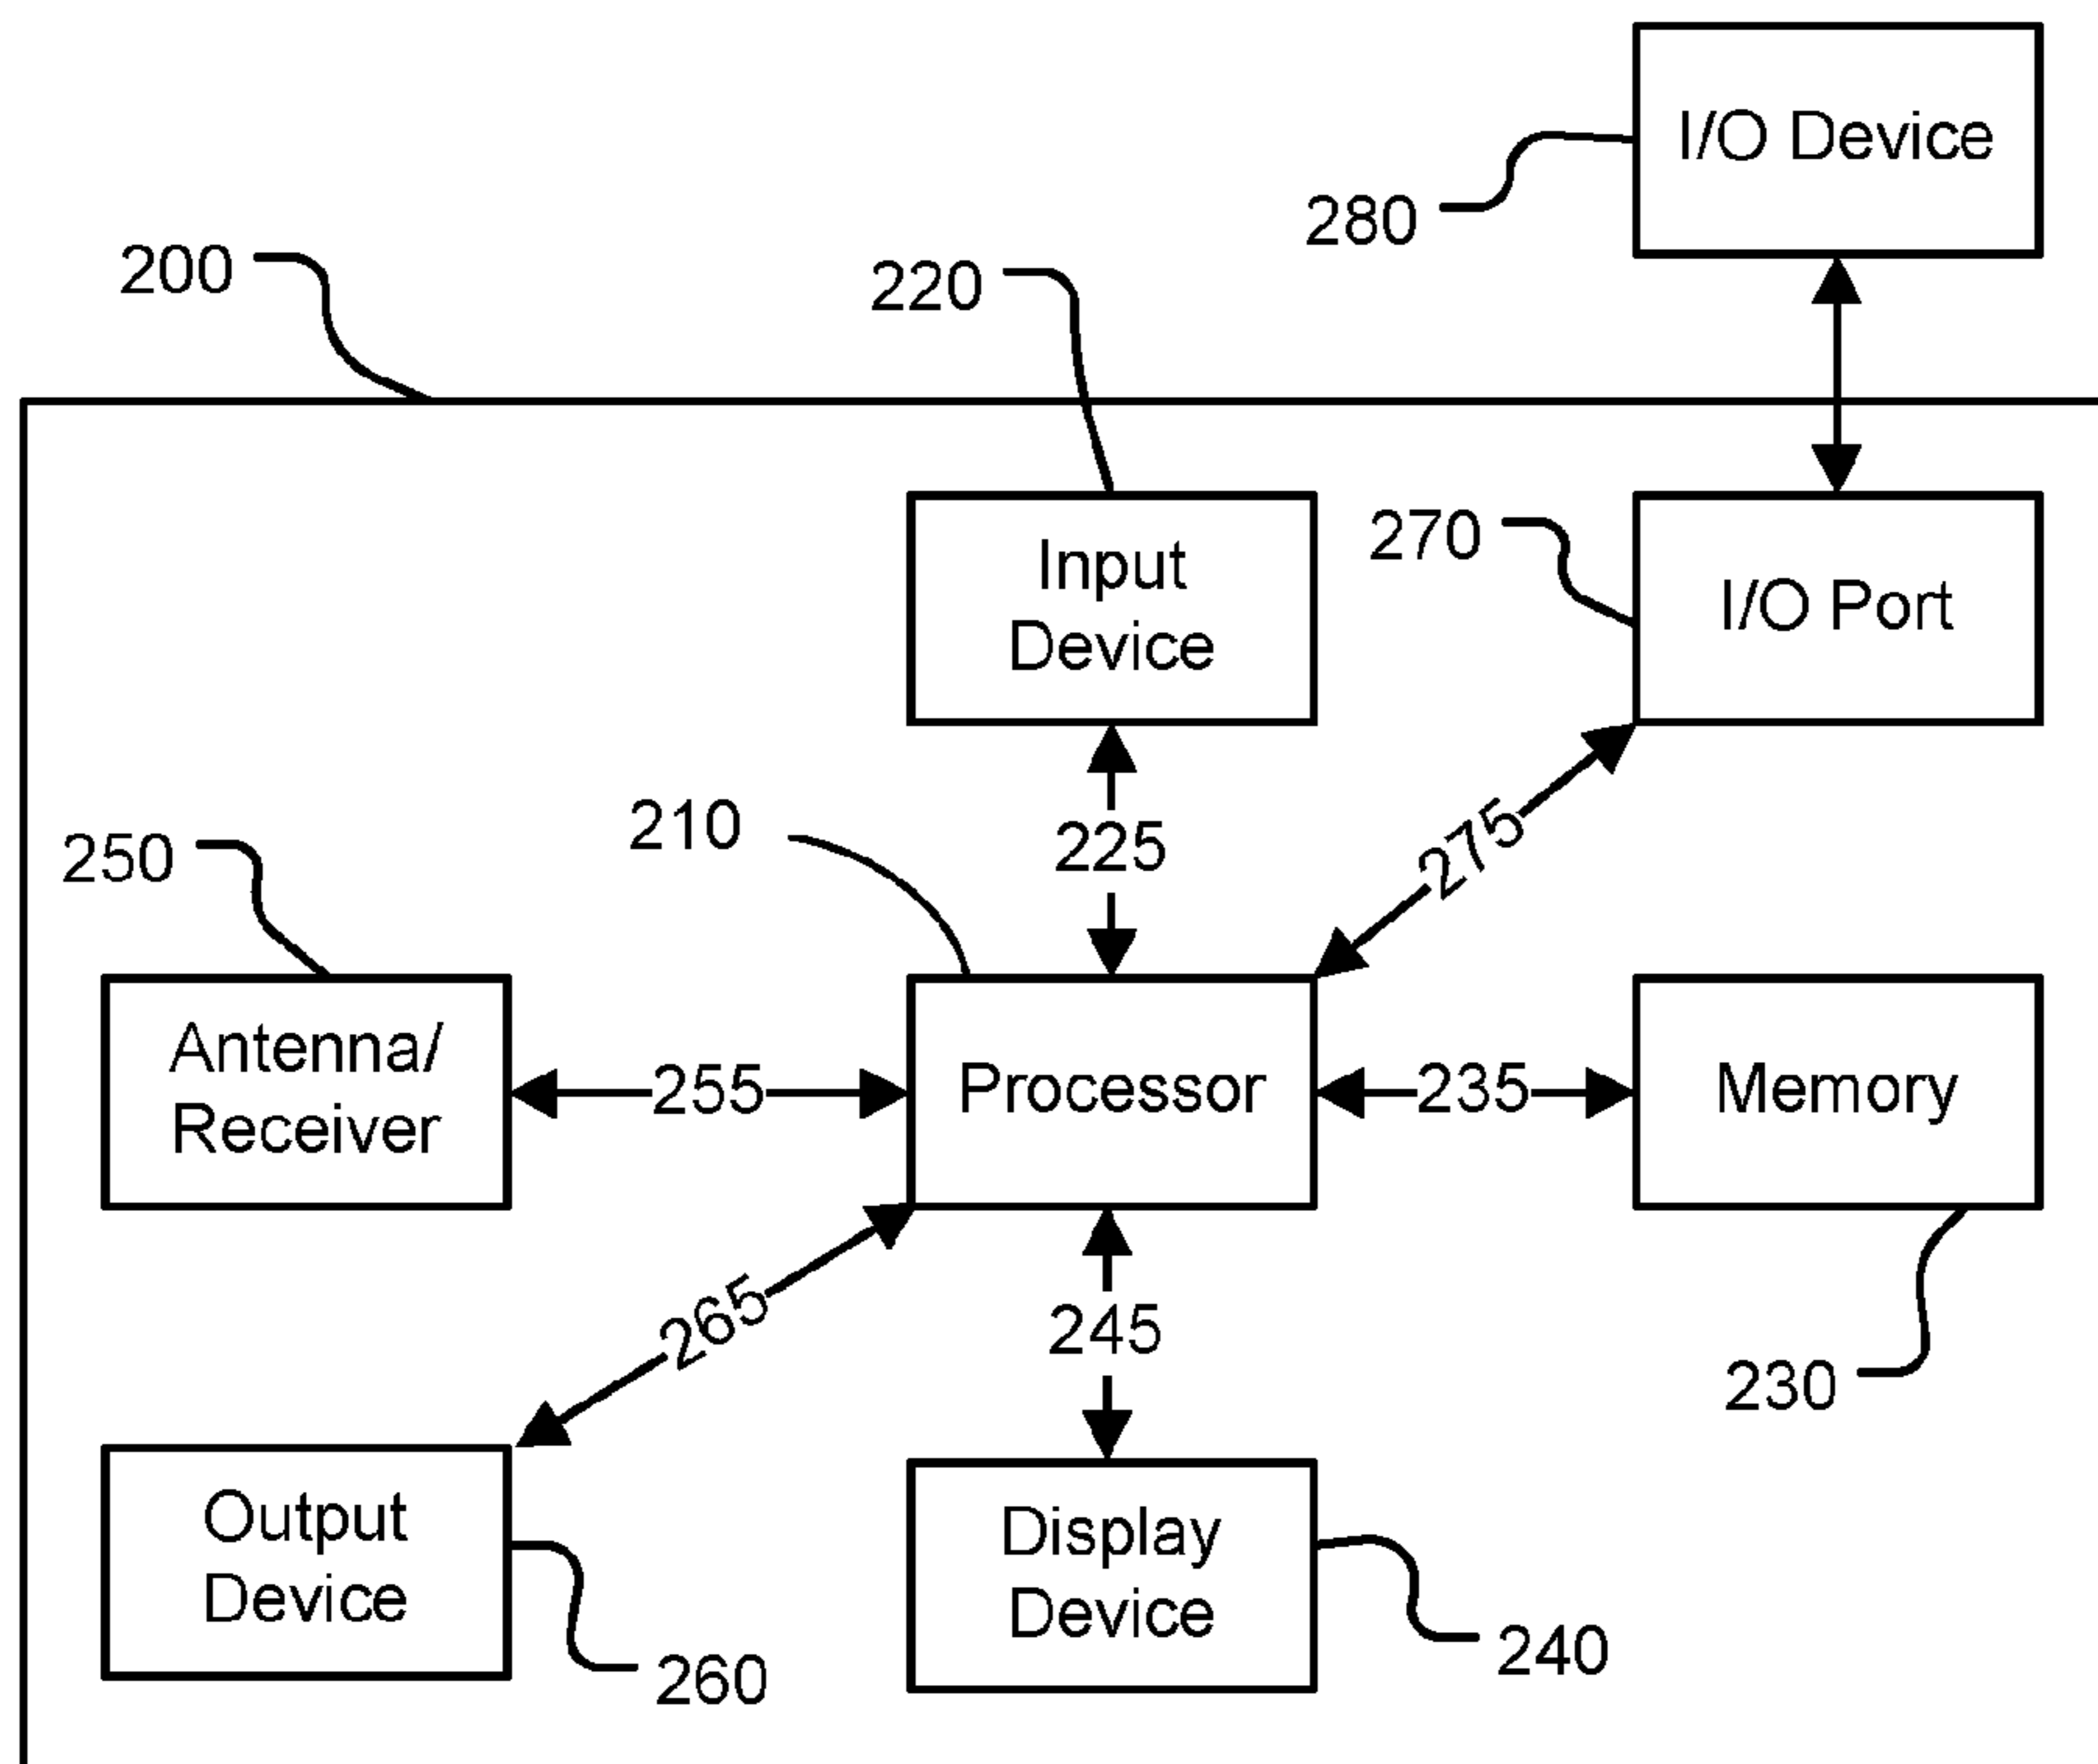 I/O Device
280
200
220
Input
Device
270
I/O Port
210
225
275
250
Antenna/
Receiver
255
Processor
235
Memory
265
245
230
Output
Device
260
Display
Device
240